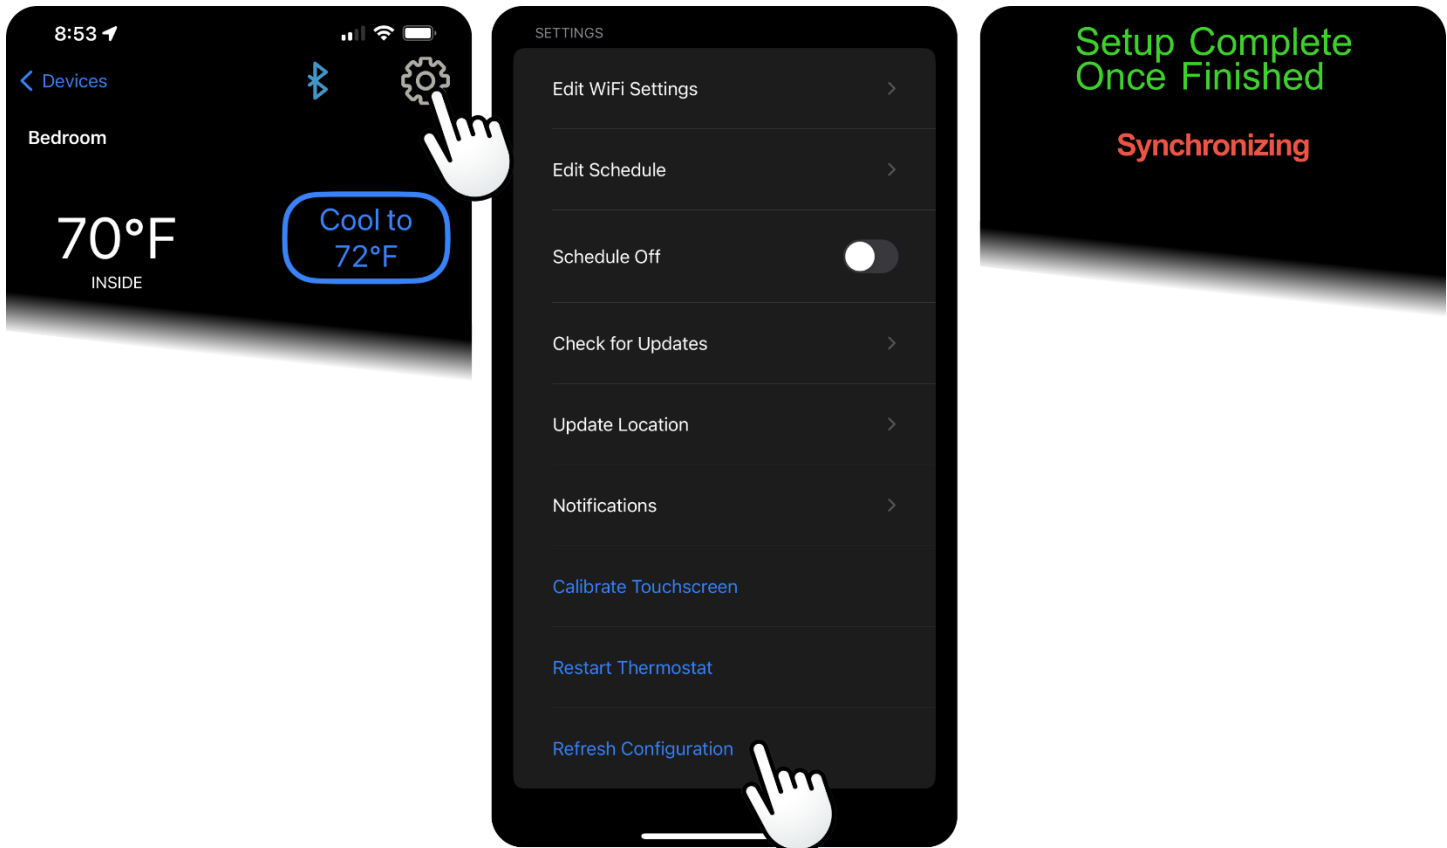 8:53
Devices
Bedroom
70°F
INSIDE
Cool to
72°F
SETTINGS
Edit WiFi Settings
Edit Schedule
Schedule Off
Check for Updates
Update Location
Notifications
Calibrate Touchscreen
Restart Thermostat
Refresh Configuration
Setup Complete
Once Finished
Synchronizing